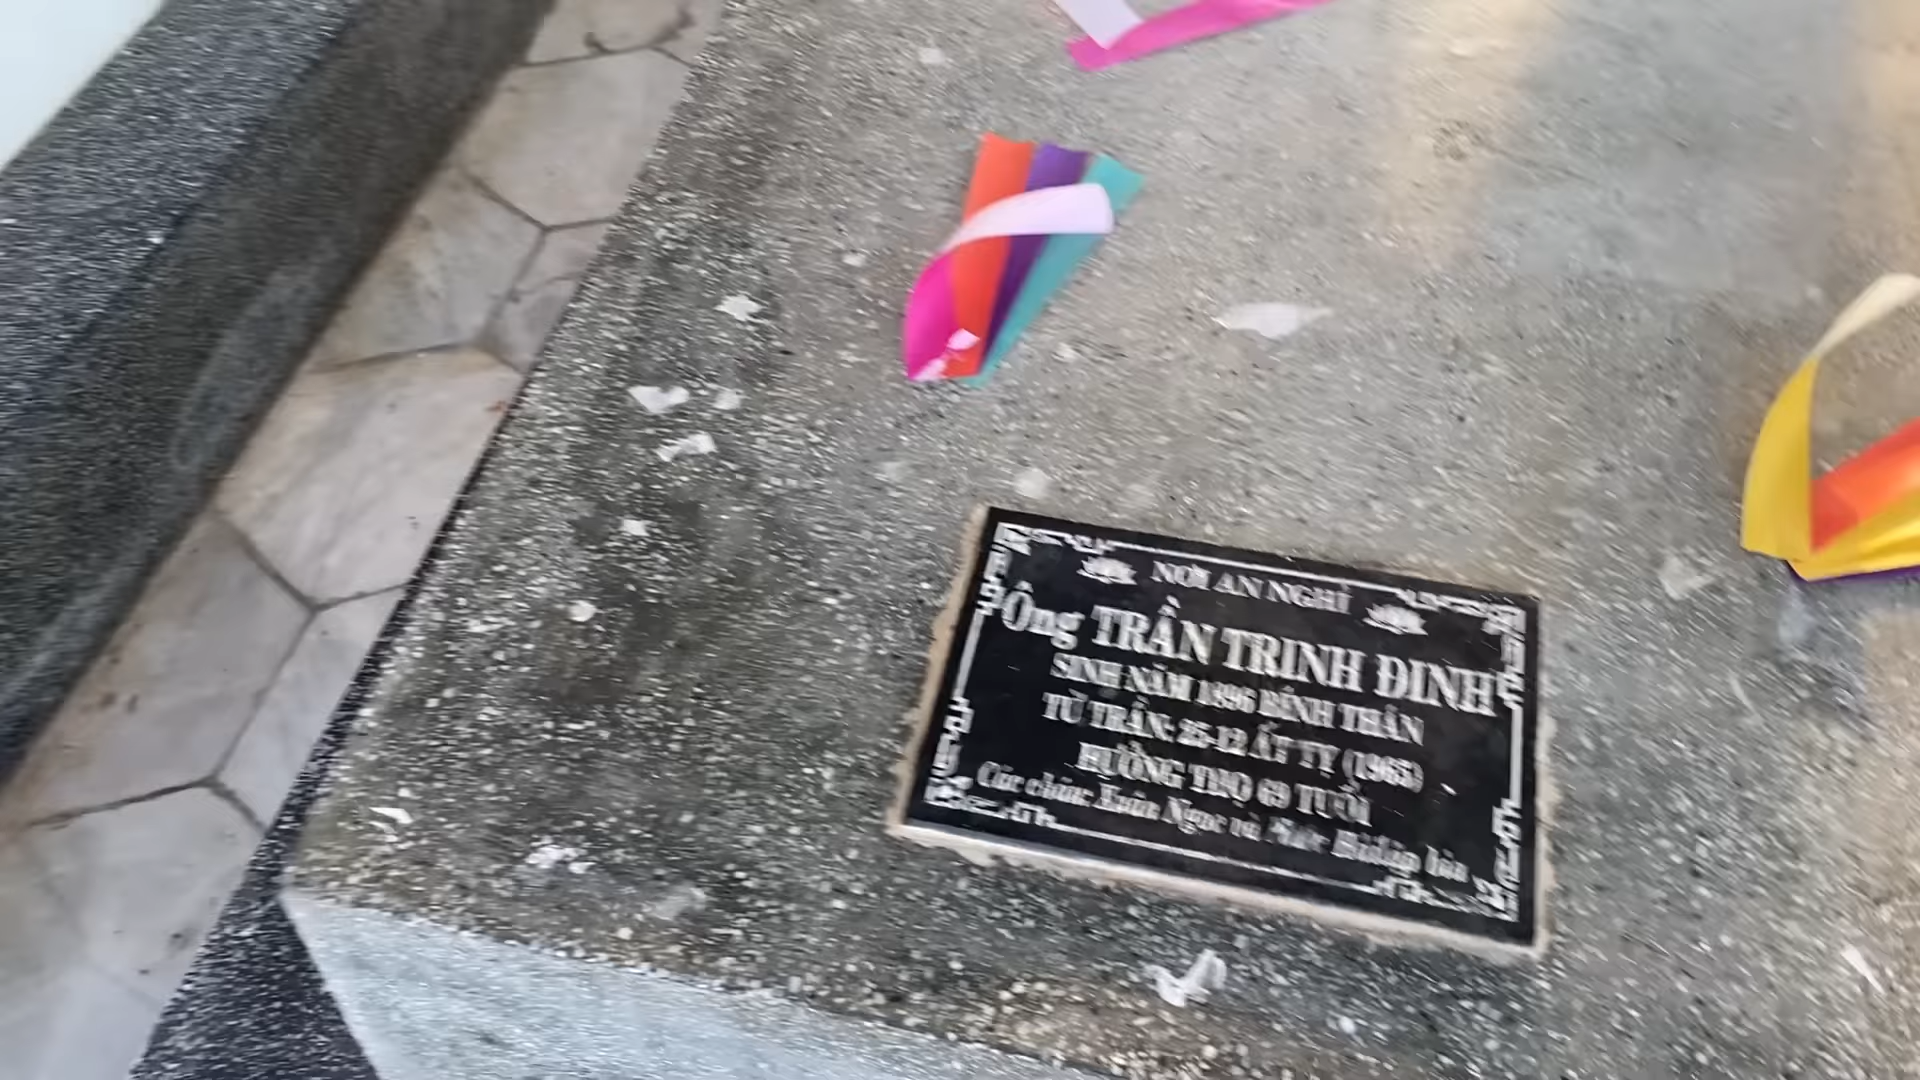 NƠI AN NGHỈ
Ông TRẦN TRINH ĐINH
SINH NĂM 1896 BÍNH THÂN
TỪ TRẦN: 25-12 ẤT TỴ (1965)
HƯỞNG THỌ 69 TUỔI
Các cháu: Xuân Ngọc và